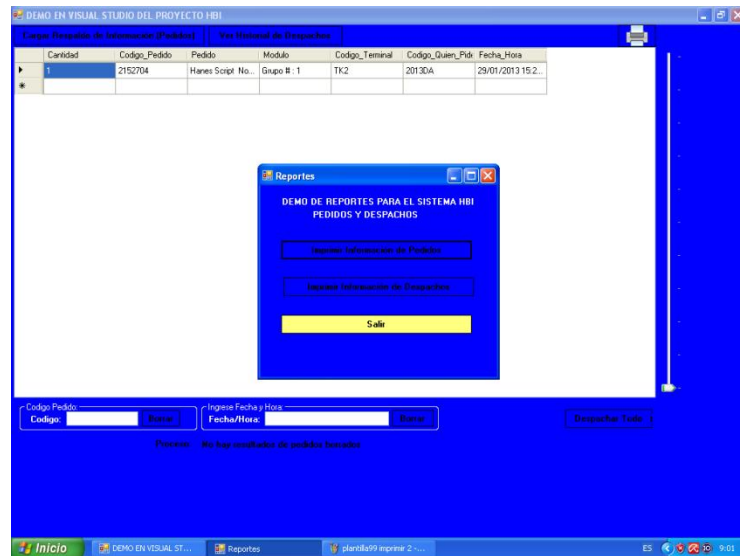 DEMO EN VISUAL STUDIO DEL PROYECTO HBI
Cargar Respaldo de Información (Pedidos) Ver Historial de Despachos
Cantidad Codigo_Pedido Pedido Modulo Codigo_Terminal Codigo_Quien_Pide Fecha_Hora
1 2152704 Hanes Script No... Grupo # : 1 TK2 2013DA 29/01/2013 15:2...
Reportes
DEMO DE REPORTES PARA EL SISTEMA HBI
PEDIDOS Y DESPACHOS
Imprimir Información de Pedidos
Imprimir Información de Despachos
Salir
Codigo Pedido:
Codigo: Borrar
Ingrese Fecha y Hora:
Fecha/Hora: Borrar
Despachar Todo
Proceso: No hay resultados de pedidos borrados
Inicio DEMO EN VISUAL ST... Reportes plantilla99 imprimir 2 -... ES 9:01